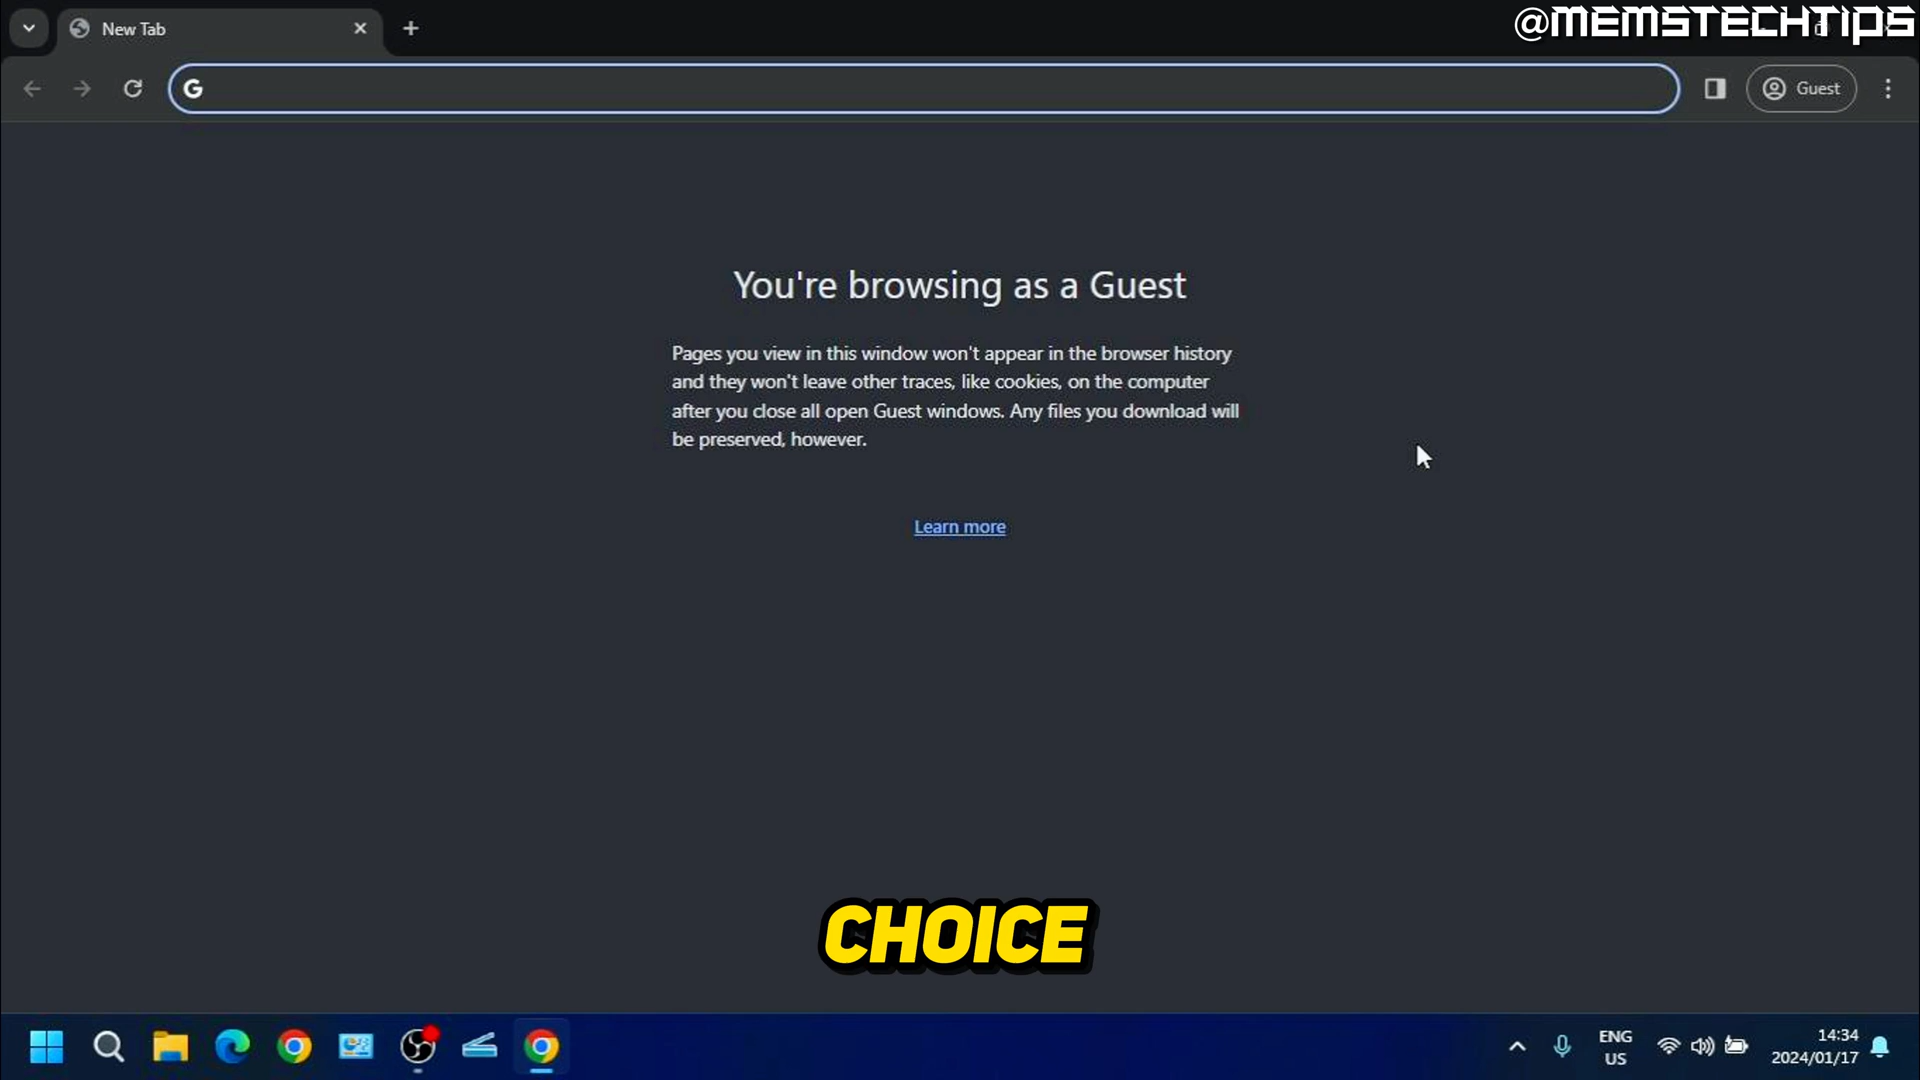 New Tab
@MEMSTECHTIPS
Guest
You're browsing as a Guest
Pages you view in this window won't appear in the browser history
and they won't leave other traces, like cookies, on the computer
after you close all open Guest windows. Any files you download will
be preserved, however.
Learn more
CHOICE
ENG
US
14:34
2024/01/17